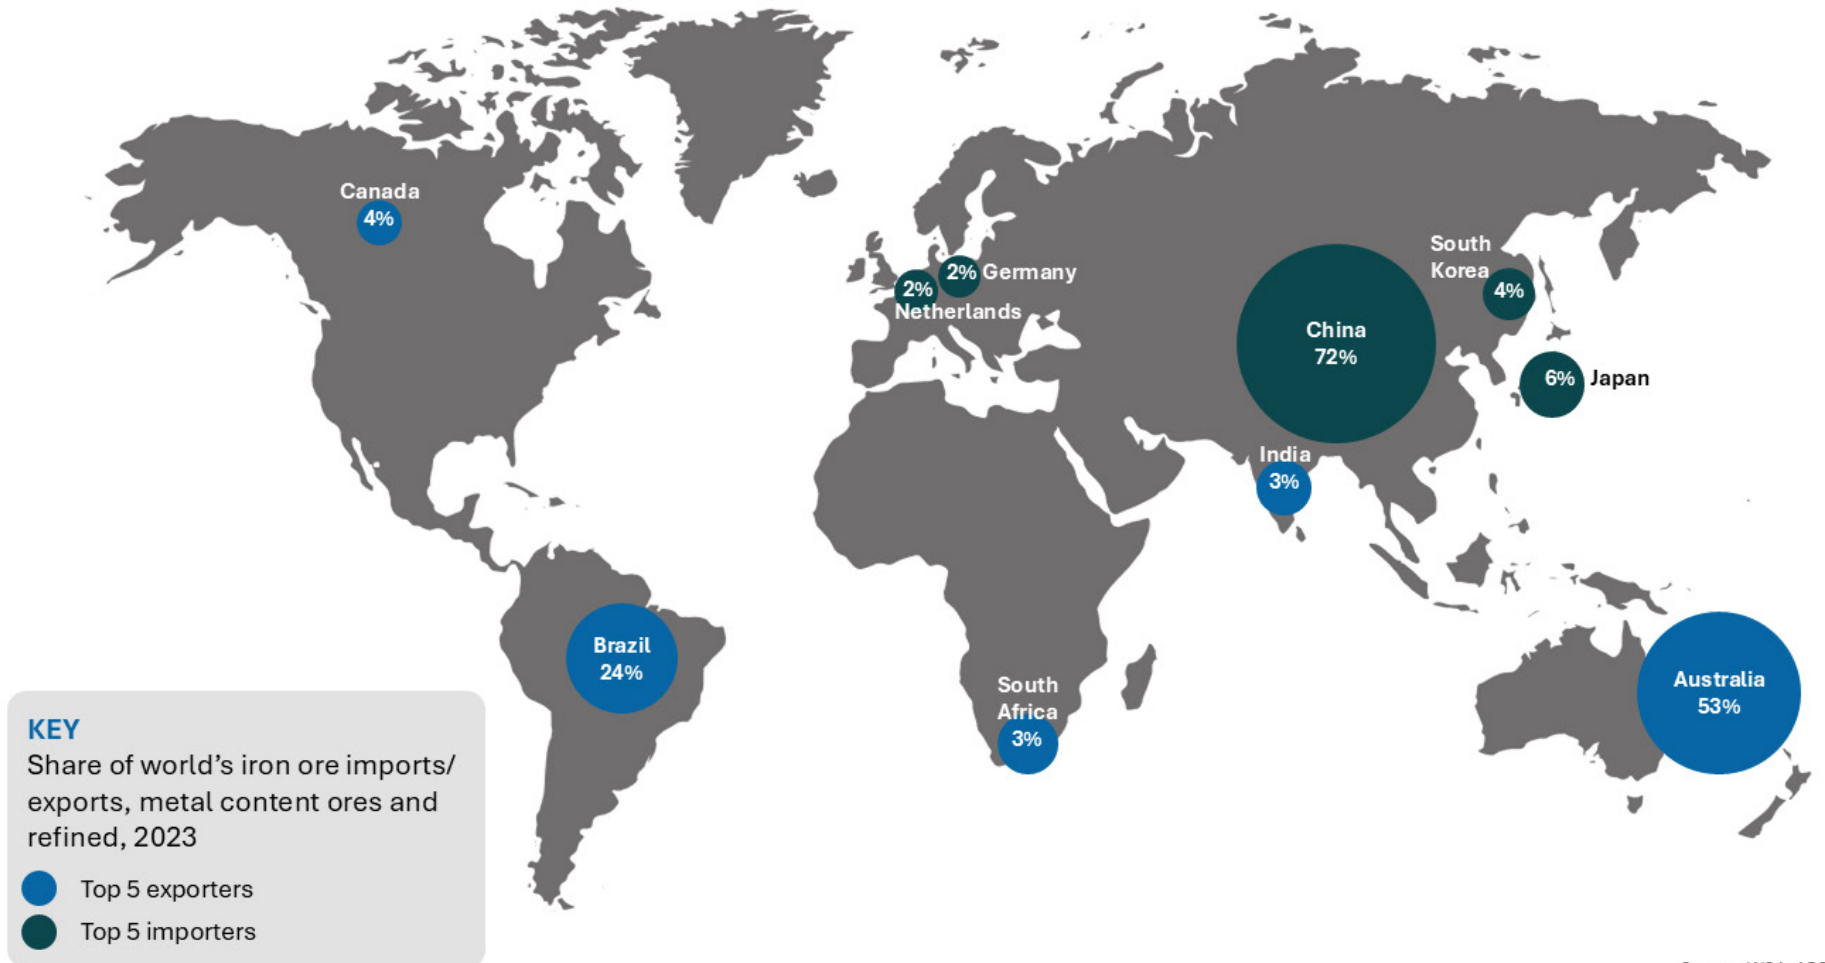 Canada
4%
2%
Germany
2%
Netherlands
South
Korea
4%
China
72%
6%
Japan
India
3%
Brazil
24%
South
Africa
3%
Australia
53%
KEY
Share of world’s iron ore imports/
exports, metal content ores and
refined, 2023
Top 5 exporters
Top 5 importers